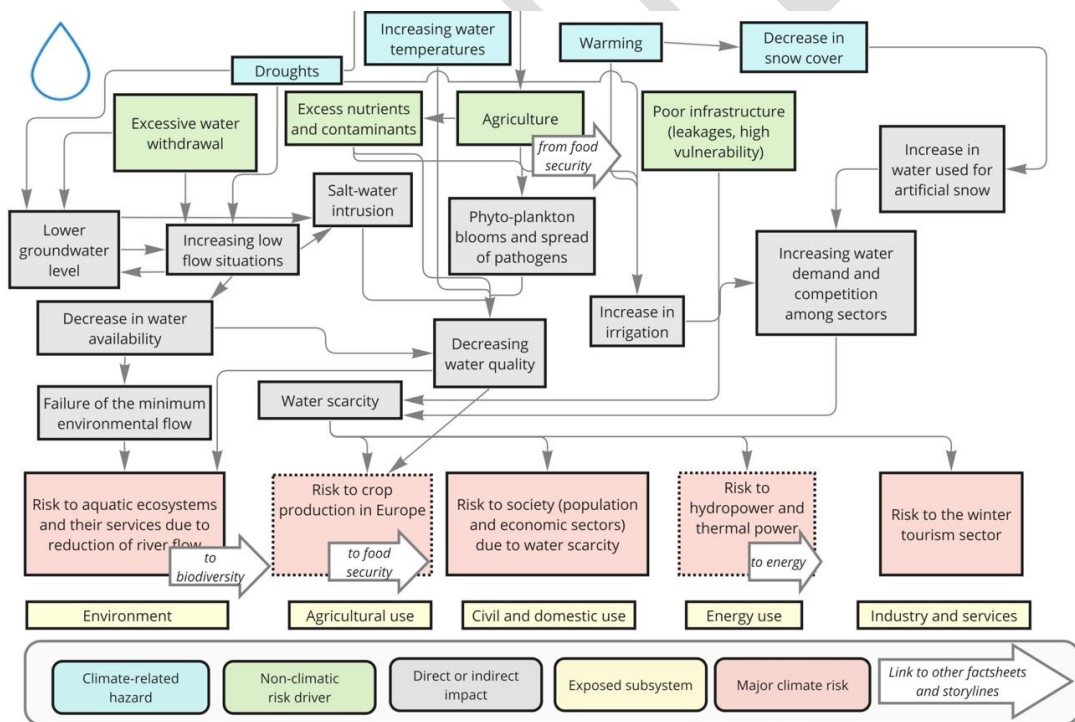 Increasing water
temperatures
Warming
Decrease in
snow cover
Droughts
Excessive water
withdrawal
Excess nutrients
and contaminants
Agriculture
from food
security
Poor infrastructure
(leakages, high
vulnerability)
Increase in
water used for
artificial snow
Salt-water
intrusion
Lower
groundwater
level
Increasing low
flow situations
Phyto-plankton
blooms and spread
of pathogens
Increasing water
demand and
competition
among sectors
Decrease in water
availability
Increase in
irrigation
Decreasing
water quality
Failure of the minimum
environmental flow
Water scarcity
Risk to aquatic ecosystems
and their services due to
reduction of river flow
to
biodiversity
Risk to crop
production in Europe
to food
security
Risk to society (population
and economic sectors)
due to water scarcity
Risk to
hydropower and
thermal power
to energy
Risk to the winter
tourism sector
Environment
Agricultural use
Civil and domestic use
Energy use
Industry and services
Climate-related
hazard
Non-climatic
risk driver
Direct or indirect
impact
Exposed subsystem
Major climate risk
Link to other factsheets
and storylines